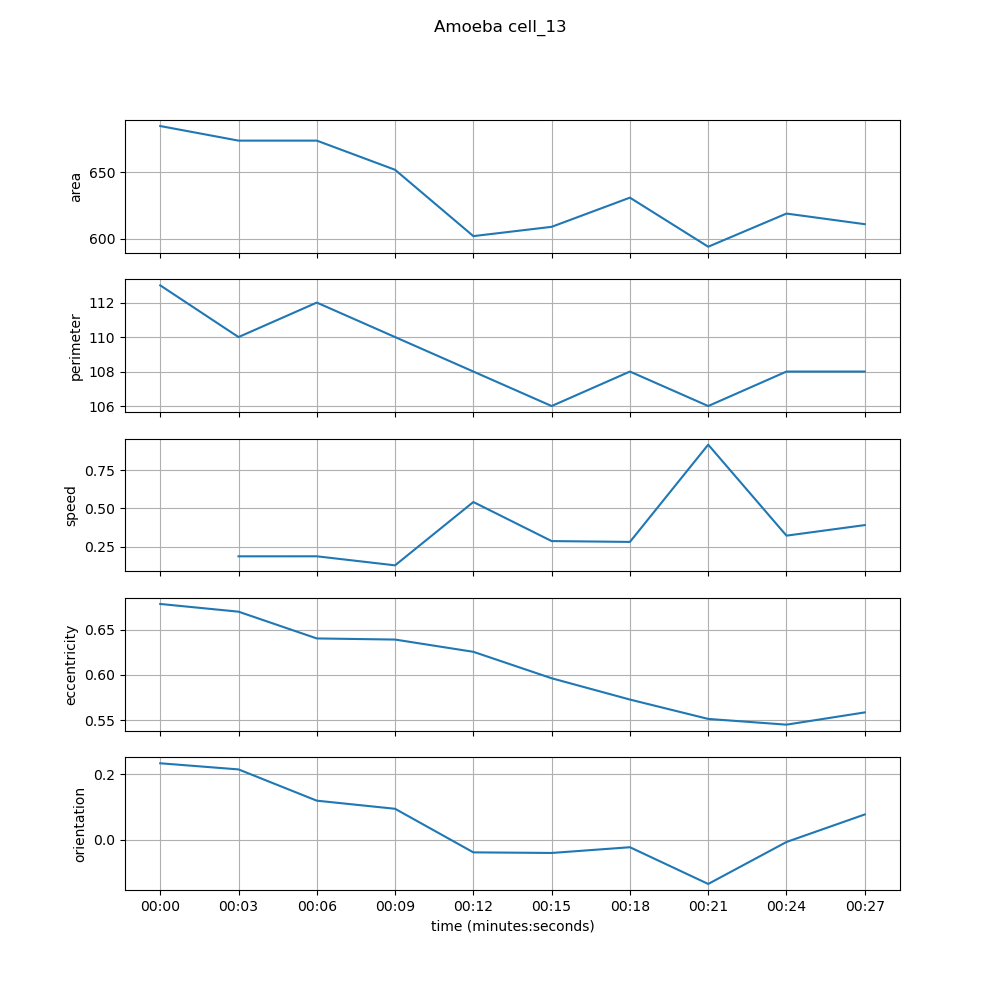 Amoeba cell_13
650
600
area
112
110
108
106
perimeter
0.75
0.50
0.25
speed
0.65
0.60
0.55
eccentricity
0.2
0.0
orientation
00:00 00:03 00:06 00:09 00:12 00:15 00:18 00:21 00:24 00:27
time (minutes:seconds)